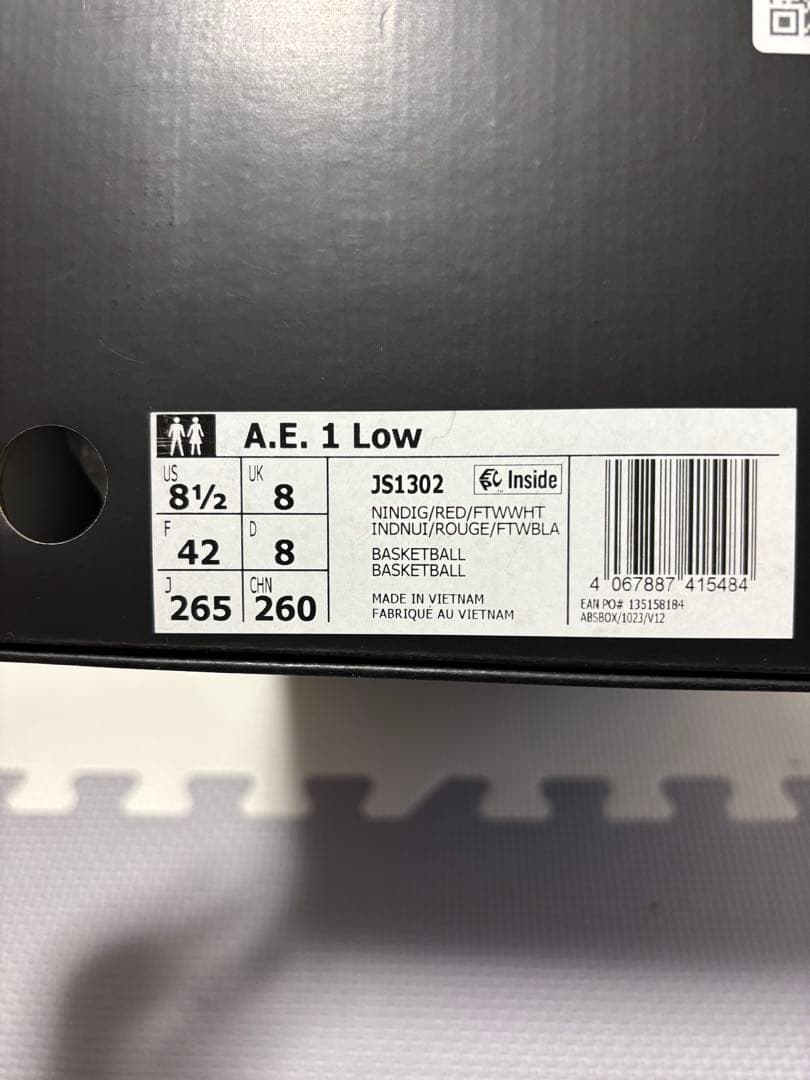 A.E. 1 Low
US 8½ UK 8
F 42 D 8
J 265 CHN 260
JS1302 Inside
NINDIG/RED/FTWWHT
INDNUI/ROUGE/FTWBLA
BASKETBALL
BASKETBALL
MADE IN VIETNAM
FABRIQUÉ AU VIETNAM
4 067887 415484
EAN PO# 135158184
ABSBOX/1023/V12